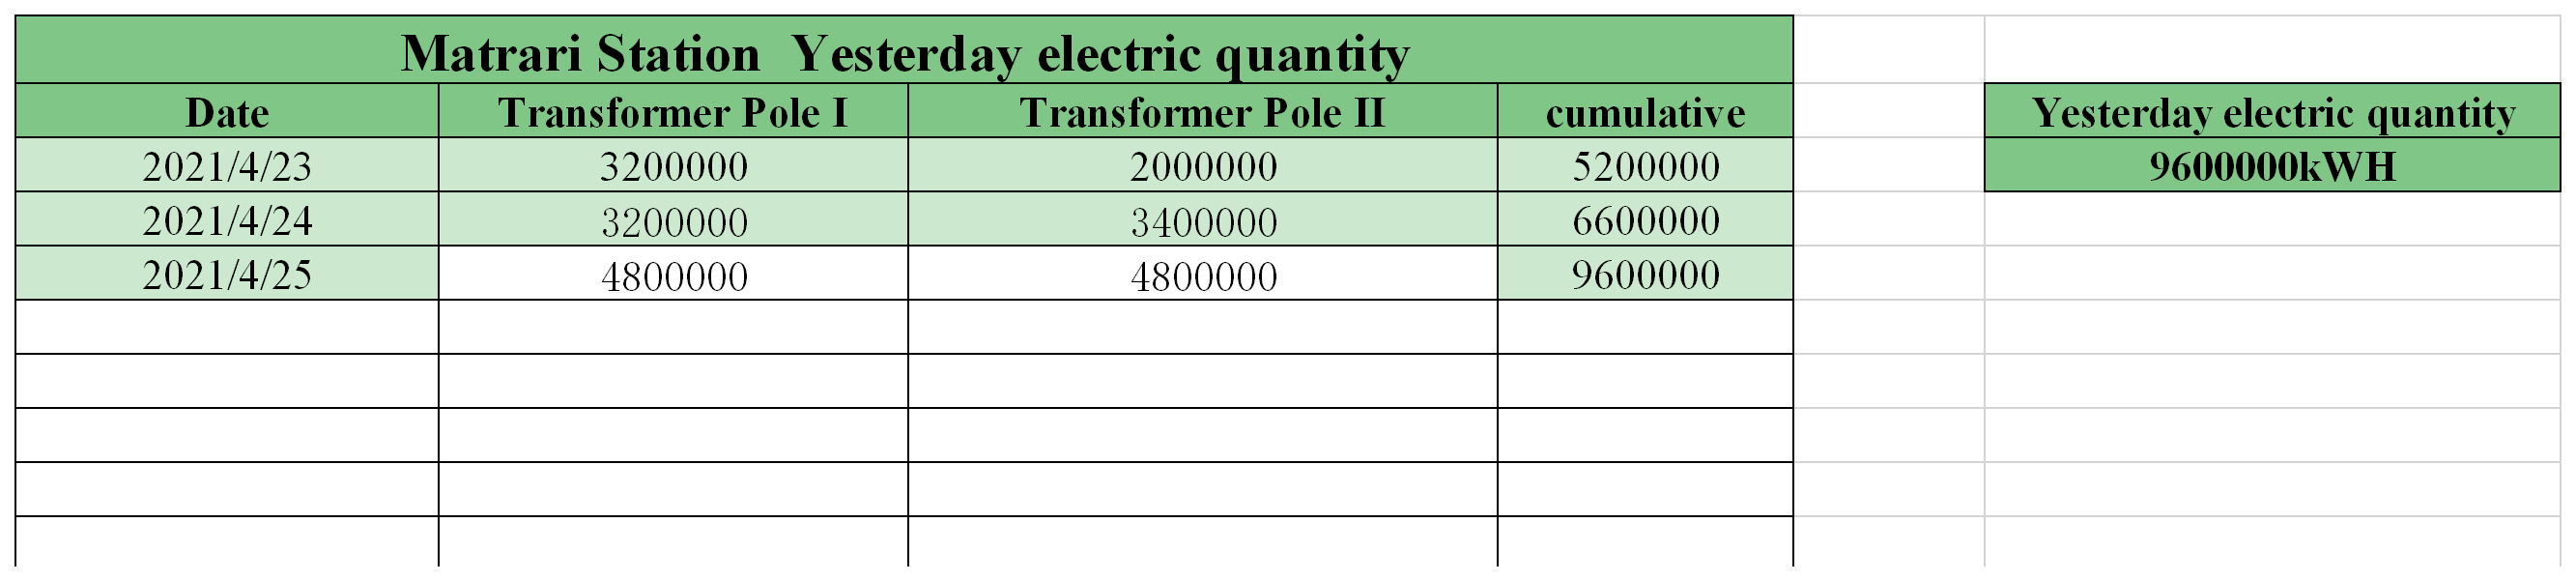 Matrari Station  Yesterday electric quantity
Date Transformer Pole I Transformer Pole II cumulative Yesterday electric quantity
2021/4/23 3200000 2000000 5200000 9600000kWH
2021/4/24 3200000 3400000 6600000
2021/4/25 4800000 4800000 9600000